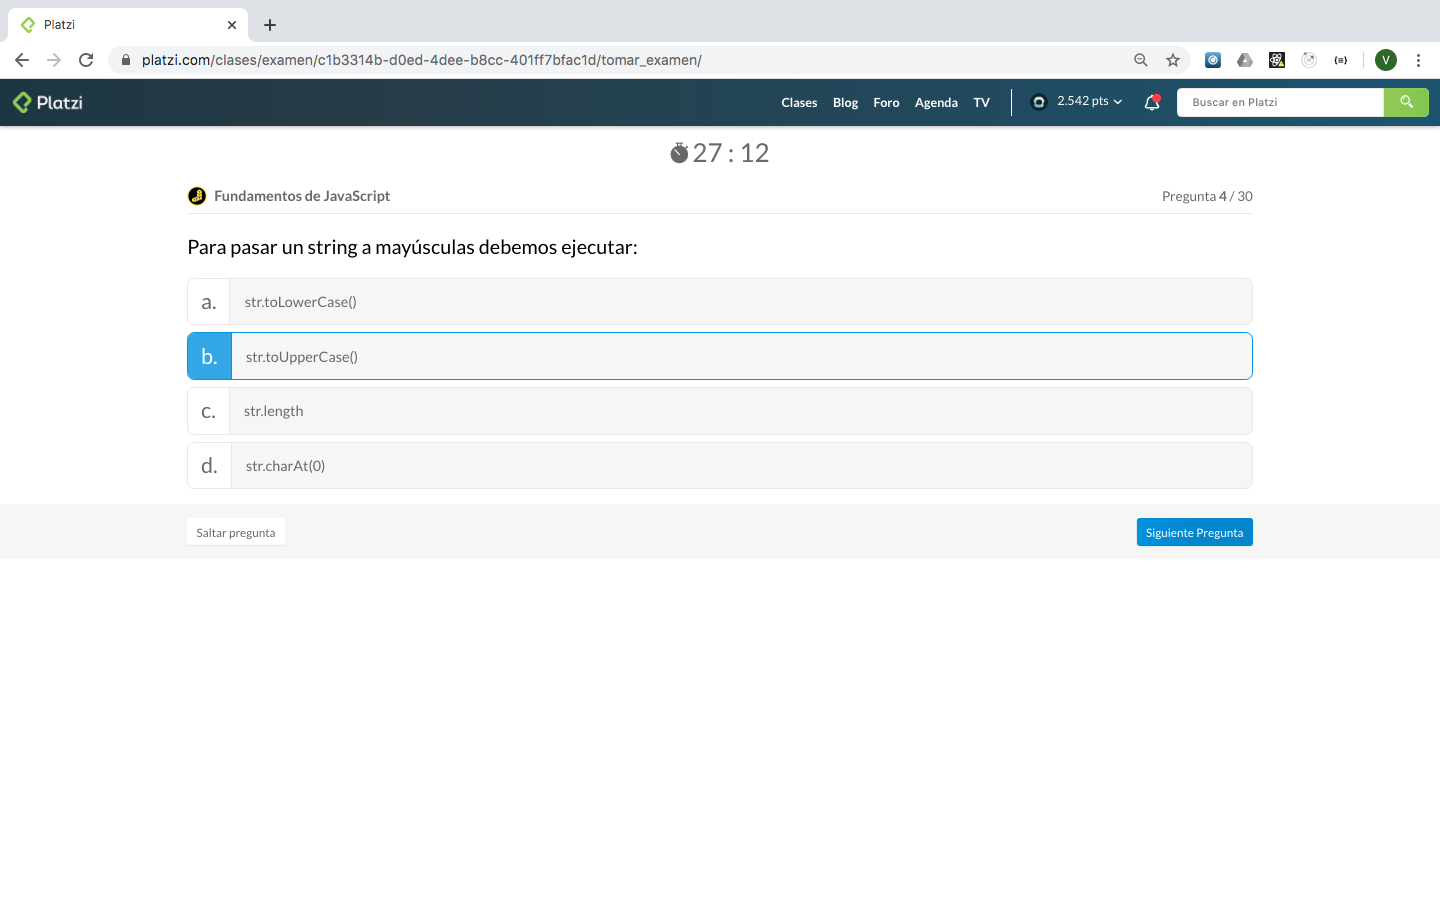 Platzi
platzi.com/clases/examen/c1b3314b-d0ed-4dee-b8cc-401ff7bfac1d/tomar_examen/
V
Platzi
Clases
Blog
Foro
Agenda
TV
2.542 pts
Buscar en Platzi
27 : 12
Fundamentos de JavaScript
Pregunta 4 / 30
Para pasar un string a mayúsculas debemos ejecutar:
a. str.toLowerCase()
b. str.toUpperCase()
c. str.length
d. str.charAt(0)
Saltar pregunta
Siguiente Pregunta